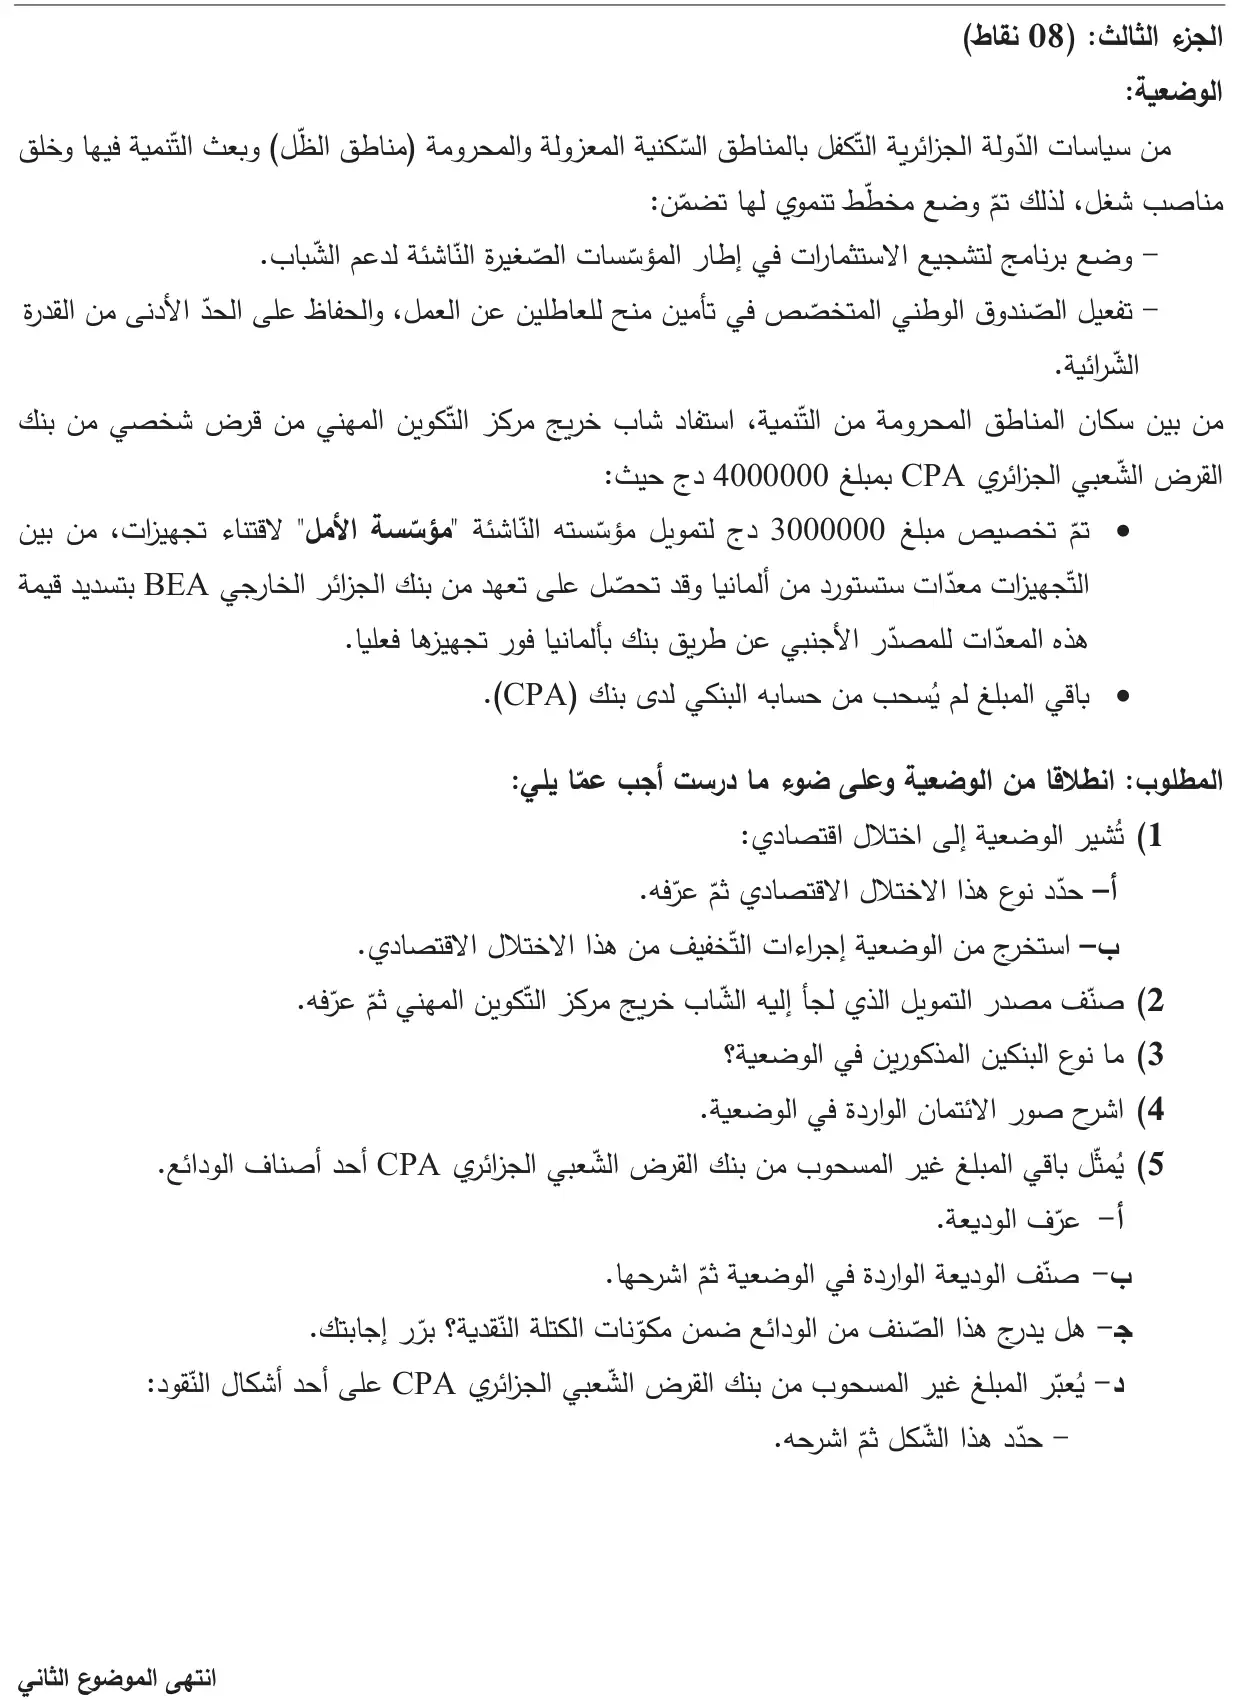 الجزء الثالث: (08 نقاط)
الوضعية:
من سياسات الدّولة الجزائرية التّكفل بالمناطق السّكنية المعزولة والمحرومة (مناطق الظّل) وبعث التّنمية فيها وخلق
مناصب شغل، لذلك تمّ وضع مخطّط تنموي لها تضمّن:
– وضع برنامج لتشجيع الاستثمارات في إطار المؤسّسات الصّغيرة النّاشئة لدعم الشّباب.
– تفعيل الصّندوق الوطني المتخصّص في تأمين منح للعاطلين عن العمل، والحفاظ على الحدّ الأدنى من القدرة
الشّرائية.
من بين سكان المناطق المحرومة من التّنمية، استفاد شاب خريج مركز التّكوين المهني من قرض شخصي من بنك
القرض الشّعبي الجزائري CPA بمبلغ 4000000 دج حيث:
• تمّ تخصيص مبلغ 3000000 دج لتمويل مؤسّسته النّاشئة "مؤسّسة الأمل" لاقتناء تجهيزات، من بين
التّجهيزات معدّات ستستورد من ألمانيا وقد تحصّل على تعهد من بنك الجزائر الخارجي BEA بتسديد قيمة
هذه المعدّات للمصدّر الأجنبي عن طريق بنك بألمانيا فور تجهيزها فعليا.
• باقي المبلغ لم يُسحب من حسابه البنكي لدى بنك (CPA).
المطلوب: انطلاقا من الوضعية وعلى ضوء ما درست أجب عمّا يلي:
1) تُشير الوضعية إلى اختلال اقتصادي:
أ– حدّد نوع هذا الاختلال الاقتصادي ثمّ عرّفه.
ب– استخرج من الوضعية إجراءات التّخفيف من هذا الاختلال الاقتصادي.
2) صنّف مصدر التمويل الذي لجأ إليه الشّاب خريج مركز التّكوين المهني ثمّ عرّفه.
3) ما نوع البنكين المذكورين في الوضعية؟
4) اشرح صور الائتمان الواردة في الوضعية.
5) يُمثّل باقي المبلغ غير المسحوب من بنك القرض الشّعبي الجزائري CPA أحد أصناف الودائع.
أ– عرّف الوديعة.
ب– صنّف الوديعة الواردة في الوضعية ثمّ اشرحها.
ج– هل يدرج هذا الصّنف من الودائع ضمن مكوّنات الكتلة النّقدية؟ برّر إجابتك.
د– يُعبّر المبلغ غير المسحوب من بنك القرض الشّعبي الجزائري CPA على أحد أشكال النّقود:
– حدّد هذا الشّكل ثمّ اشرحه.
انتهى الموضوع الثاني